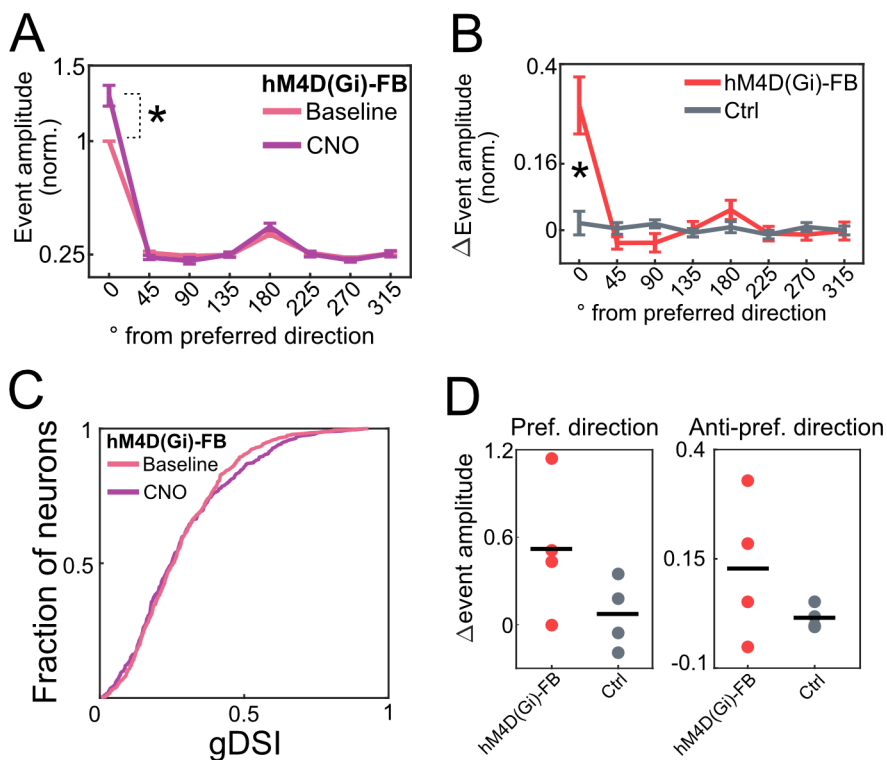 A
1.5
1
0.25
Event amplitude
(norm.)
hM4D(Gi)-FB
Baseline
CNO
*
0
45
90
135
180
225
270
315
° from preferred direction
B
0.4
0.16
0
△Event amplitude
(norm.)
hM4D(Gi)-FB
Ctrl
*
0
45
90
135
180
225
270
315
° from preferred direction
C
1
0.5
0
Fraction of neurons
hM4D(Gi)-FB
Baseline
CNO
0.5
1
gDSI
D
Pref. direction
1.2
0.6
0
△event amplitude
hM4D(Gi)-FB
Ctrl
Anti-pref. direction
0.4
0.15
-0.1
hM4D(Gi)-FB
Ctrl